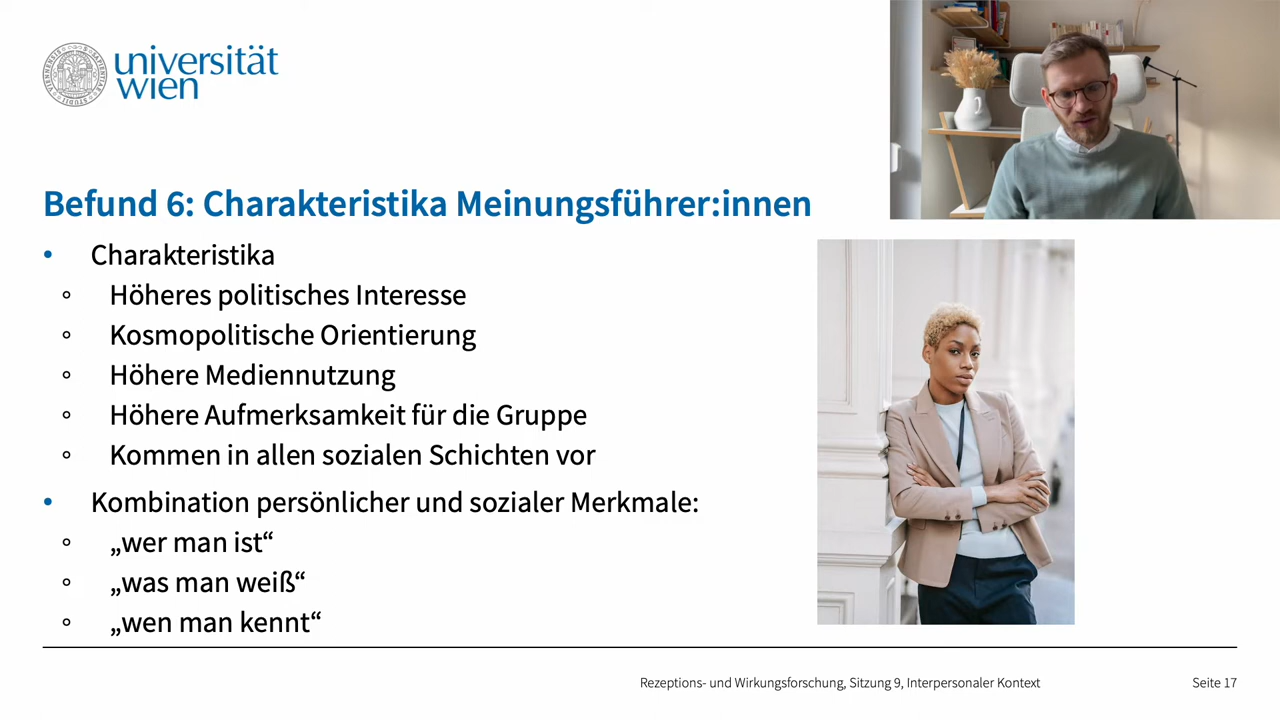 universität
wien
Befund 6: Charakteristika Meinungsführer:innen
• Charakteristika
◦ Höheres politisches Interesse
◦ Kosmopolitische Orientierung
◦ Höhere Mediennutzung
◦ Höhere Aufmerksamkeit für die Gruppe
◦ Kommen in allen sozialen Schichten vor
• Kombination persönlicher und sozialer Merkmale:
◦ „wer man ist“
◦ „was man weiß“
◦ „wen man kennt“
Rezeptions- und Wirkungsforschung, Sitzung 9, Interpersonaler Kontext
Seite 17